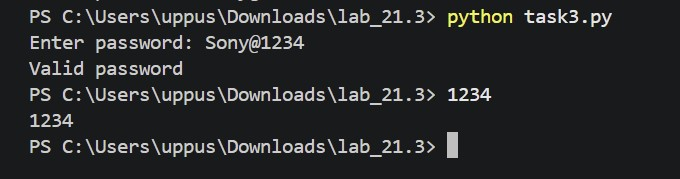 PS C:\Users\uppus\Downloads\lab_21.3> python task3.py
Enter password: Sony@1234
Valid password
PS C:\Users\uppus\Downloads\lab_21.3> 1234
1234
PS C:\Users\uppus\Downloads\lab_21.3>